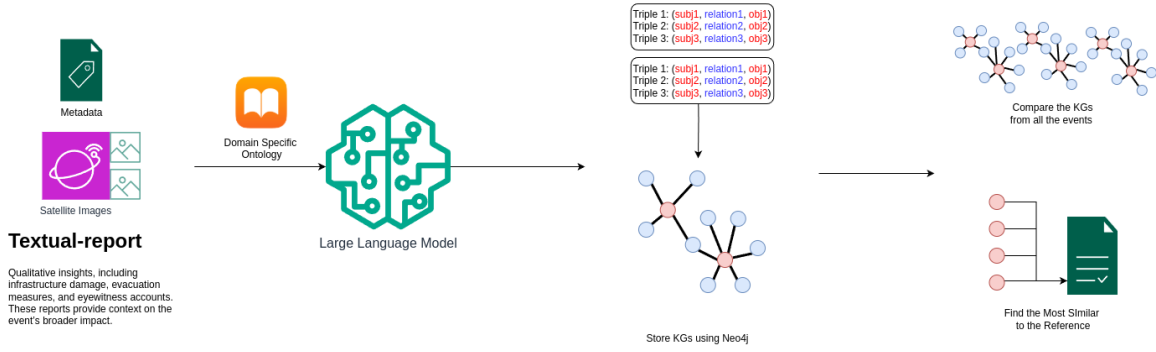 Metadata
Satellite Images
Textual-report
Qualitative insights, including
infrastructure damage, evacuation
measures, and eyewitness accounts.
These reports provide context on the
event's broader impact.
Domain Specific
Ontology
Large Language Model
Triple 1: (subj1, relation1, obj1)
Triple 2: (subj2, relation2, obj2)
Triple 3: (subj3, relation3, obj3)
Triple 1: (subj1, relation1, obj1)
Triple 2: (subj2, relation2, obj2)
Triple 3: (subj3, relation3, obj3)
Store KGs using Neo4j
Compare the KGs
from all the events
Find the Most SImilar
to the Reference